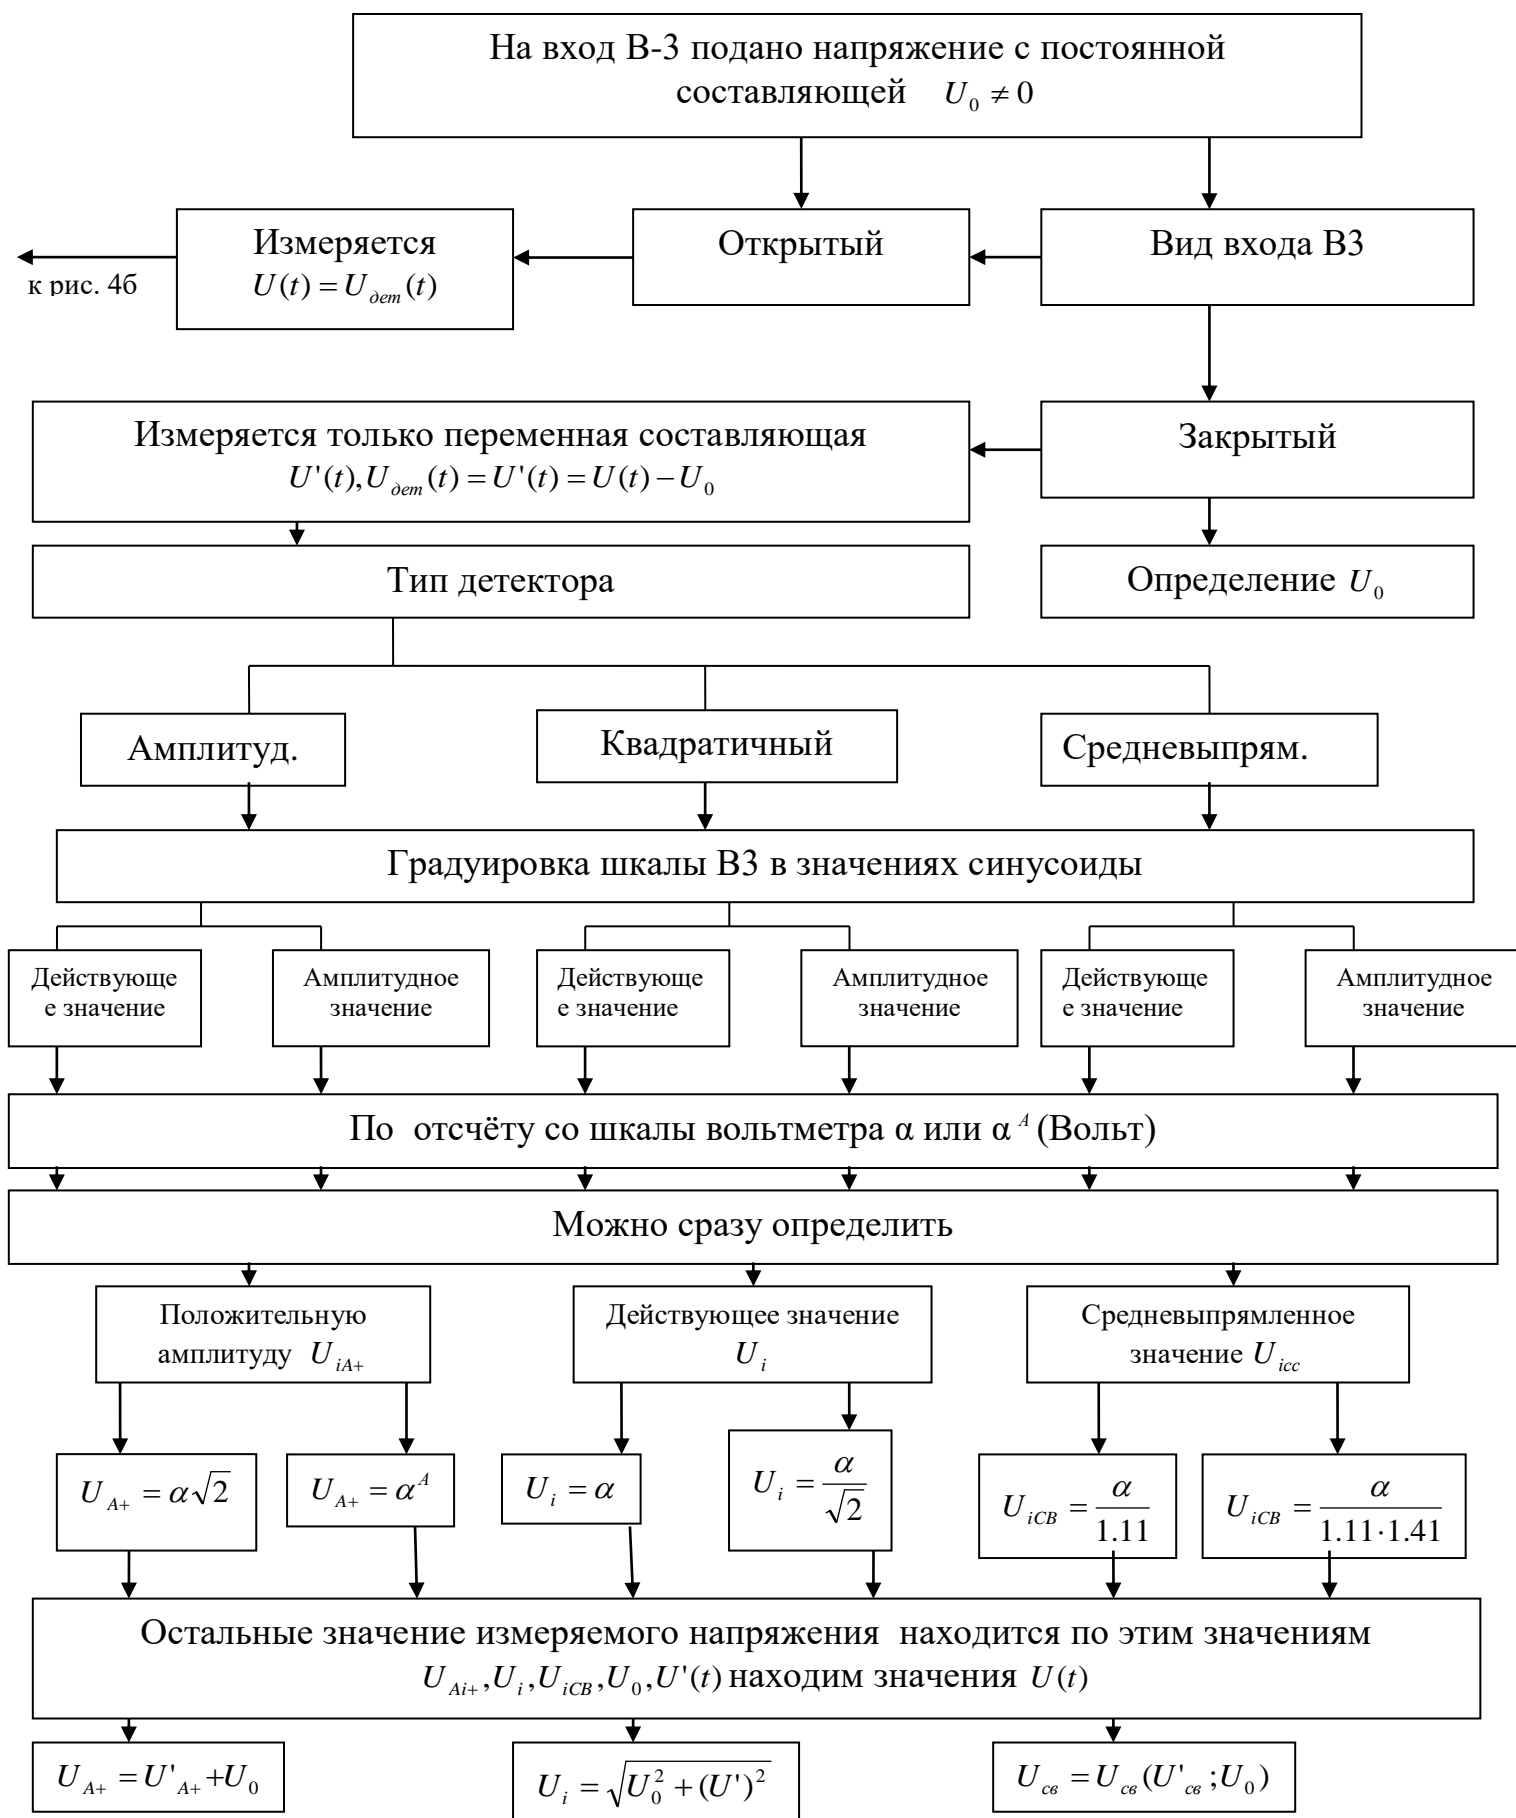 На вход В-3 подано напряжение с постоянной
составляющей U₀ ≠ 0
Измеряется
U(t) = U_дет(t)
Открытый
Вид входа В3
к рис. 4б
Измеряется только переменная составляющая
U'(t), U_дет(t) = U'(t) = U(t) − U₀
Закрытый
Тип детектора
Определение U₀
Амплитуд.
Квадратичный
Средневыпрям.
Градуировка шкалы В3 в значениях синусоиды
Действующе
е значение
Амплитудное
значение
Действующе
е значение
Амплитудное
значение
Действующе
е значение
Амплитудное
значение
По отсчёту со шкалы вольтметра α или α^A (Вольт)
Можно сразу определить
Положительную
амплитуду U_iA+
Действующее значение
U_i
Средневыпрямленное
значение U_icc
U_A+ = α√2
U_A+ = α^A
U_i = α
U_i = α/√2
U_iCB = α/1.11
U_iCB = α/(1.11·1.41)
Остальные значение измеряемого напряжения находится по этим значениям
U_Ai+, U_i, U_iCB, U₀, U'(t) находим значения U(t)
U_A+ = U'_A+ + U₀
U_i = √(U₀² + (U')²)
U_св = U_св(U'_св; U₀)